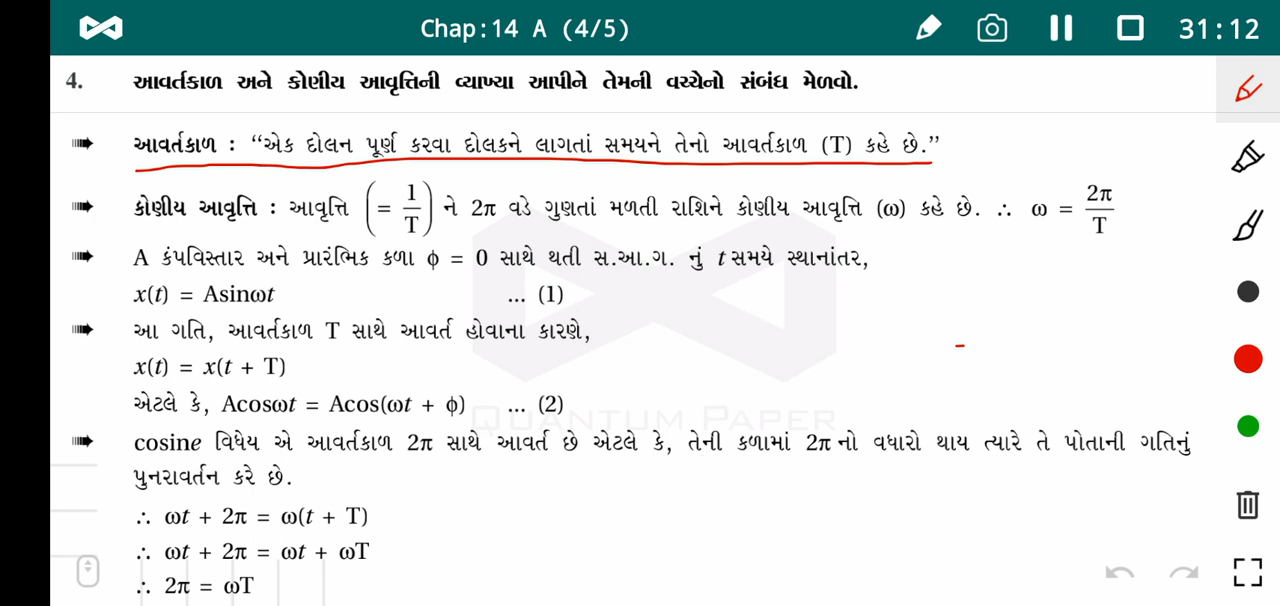 Chap:14 A (4/5)
31:12
4. આવર્તકાળ અને કોણીય આવૃત્તિની વ્યાખ્યા આપીને તેમની વચ્ચેનો સંબંધ મેળવો.
આવર્તકાળ : “એક દોલન પૂર્ણ કરવા દોલકને લાગતાં સમયને તેનો આવર્તકાળ (T) કહે છે.”
કોણીય આવૃત્તિ : આવૃત્તિ (= 1/T) ને 2π વડે ગુણતાં મળતી રાશિને કોણીય આવૃત્તિ (ω) કહે છે. ∴ ω = 2π/T
A કંપવિસ્તાર અને પ્રારંભિક કળા ϕ = 0 સાથે થતી સ.આ.ગ. નું t સમયે સ્થાનાંતર,
x(t) = Asinωt ... (1)
આ ગતિ, આવર્તકાળ T સાથે આવર્ત હોવાના કારણે,
x(t) = x(t + T)
એટલે કે, Acosωt = Acos(ωt + ϕ) ... (2)
QUANTUM PAPER
cosine વિધેય એ આવર્તકાળ 2π સાથે આવર્ત છે એટલે કે, તેની કળામાં 2π નો વધારો થાય ત્યારે તે પોતાની ગતિનું
પુનરાવર્તન કરે છે.
∴ ωt + 2π = ω(t + T)
∴ ωt + 2π = ωt + ωT
∴ 2π = ωT